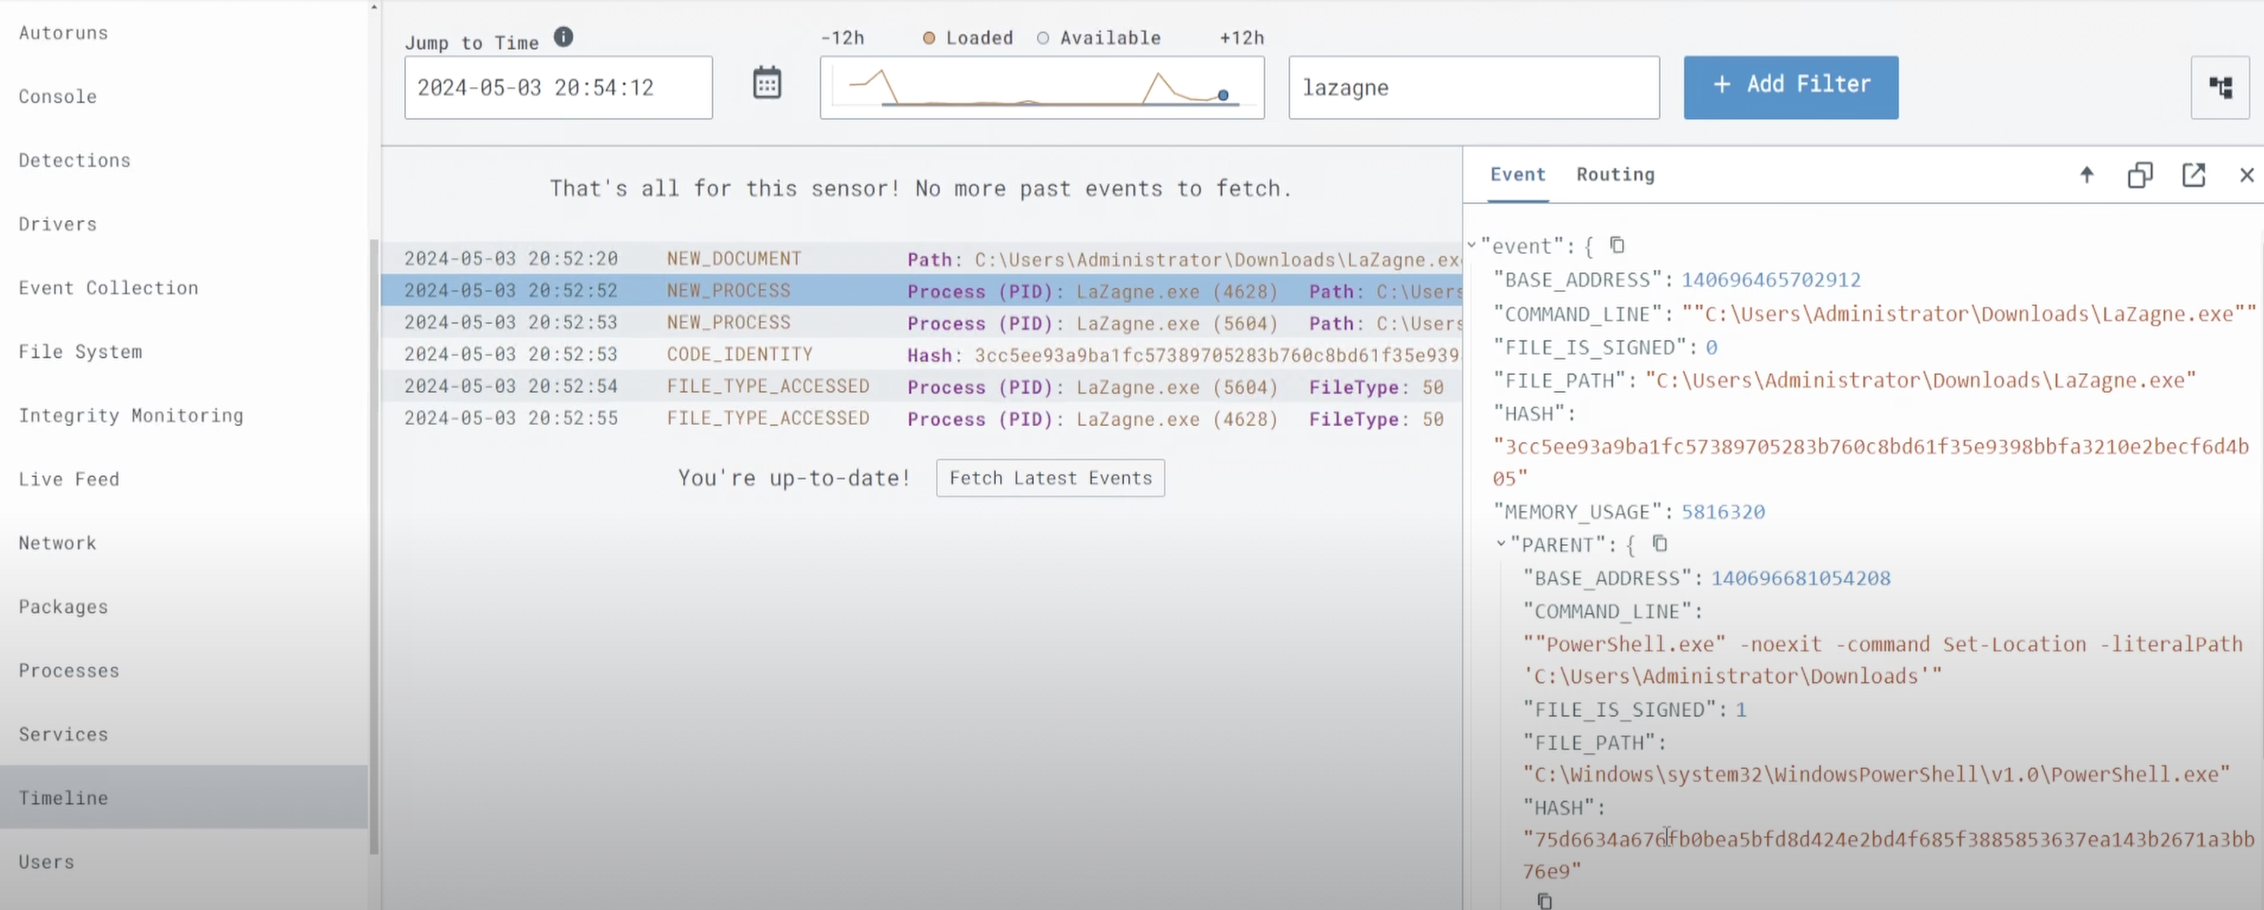 Autoruns
Console
Detections
Drivers
Event Collection
File System
Integrity Monitoring
Live Feed
Network
Packages
Processes
Services
Timeline
Users
Jump to Time
2024-05-03 20:54:12
-12h Loaded Available +12h
lazagne
+ Add Filter
That's all for this sensor! No more past events to fetch.
2024-05-03 20:52:20 NEW_DOCUMENT Path: C:\Users\Administrator\Downloads\LaZagne.ex
2024-05-03 20:52:52 NEW_PROCESS Process (PID): LaZagne.exe (4628) Path: C:\Users
2024-05-03 20:52:53 NEW_PROCESS Process (PID): LaZagne.exe (5604) Path: C:\Users
2024-05-03 20:52:53 CODE_IDENTITY Hash: 3cc5ee93a9ba1fc57389705283b760c8bd61f35e939
2024-05-03 20:52:54 FILE_TYPE_ACCESSED Process (PID): LaZagne.exe (5604) FileType: 50
2024-05-03 20:52:55 FILE_TYPE_ACCESSED Process (PID): LaZagne.exe (4628) FileType: 50
You're up-to-date! Fetch Latest Events
Event Routing
"event": {
"BASE_ADDRESS": 140696465702912
"COMMAND_LINE": ""C:\Users\Administrator\Downloads\LaZagne.exe""
"FILE_IS_SIGNED": 0
"FILE_PATH": "C:\Users\Administrator\Downloads\LaZagne.exe"
"HASH":
"3cc5ee93a9ba1fc57389705283b760c8bd61f35e9398bbfa3210e2becf6d4b
05"
"MEMORY_USAGE": 5816320
"PARENT": {
"BASE_ADDRESS": 140696681054208
"COMMAND_LINE":
""PowerShell.exe" -noexit -command Set-Location -literalPath
'C:\Users\Administrator\Downloads'"
"FILE_IS_SIGNED": 1
"FILE_PATH":
"C:\Windows\system32\WindowsPowerShell\v1.0\PowerShell.exe"
"HASH":
"75d6634a676fb0bea5bfd8d424e2bd4f685f3885853637ea143b2671a3bb
76e9"